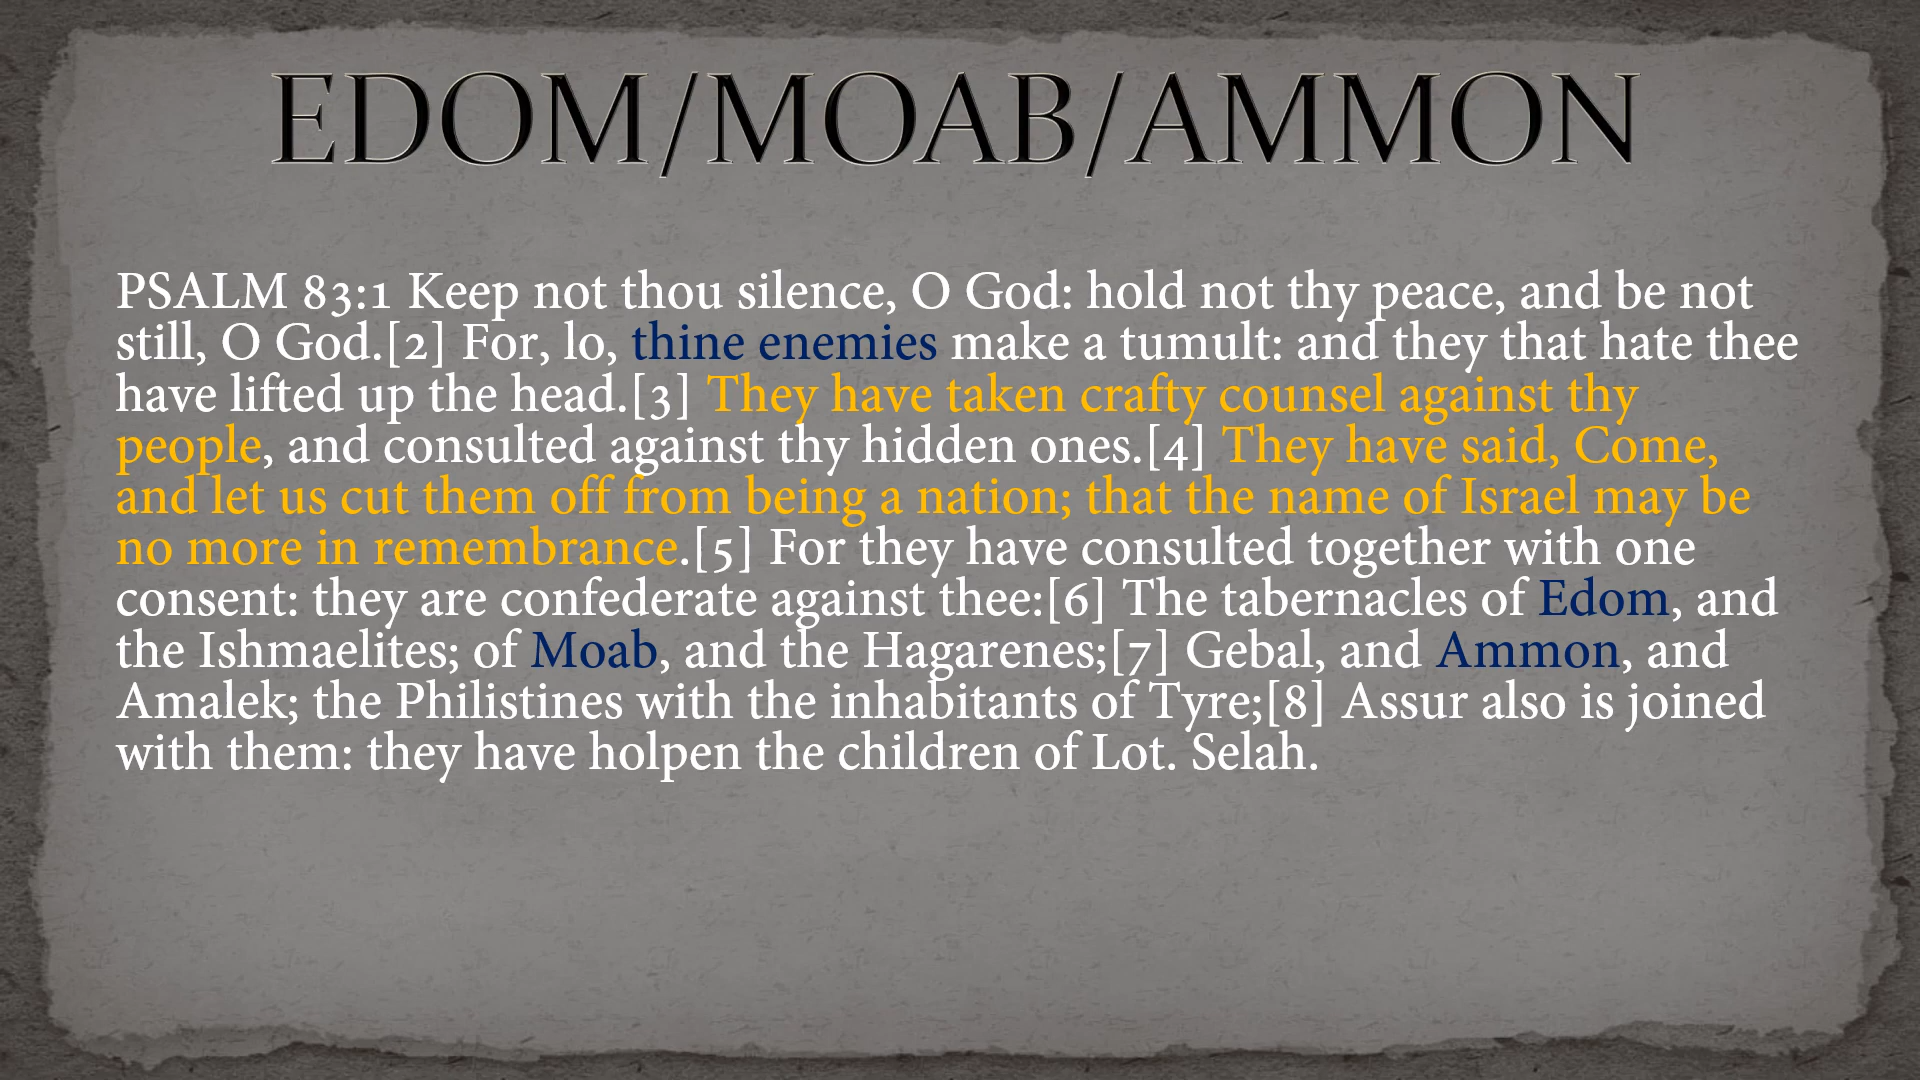 EDOM/MOAB/AMMON
PSALM 83:1 Keep not thou silence, O God: hold not thy peace, and be not
still, O God.[2] For, lo, thine enemies make a tumult: and they that hate thee
have lifted up the head.[3] They have taken crafty counsel against thy
people, and consulted against thy hidden ones.[4] They have said, Come,
and let us cut them off from being a nation; that the name of Israel may be
no more in remembrance.[5] For they have consulted together with one
consent: they are confederate against thee:[6] The tabernacles of Edom, and
the Ishmaelites; of Moab, and the Hagarenes;[7] Gebal, and Ammon, and
Amalek; the Philistines with the inhabitants of Tyre;[8] Assur also is joined
with them: they have holpen the children of Lot. Selah.